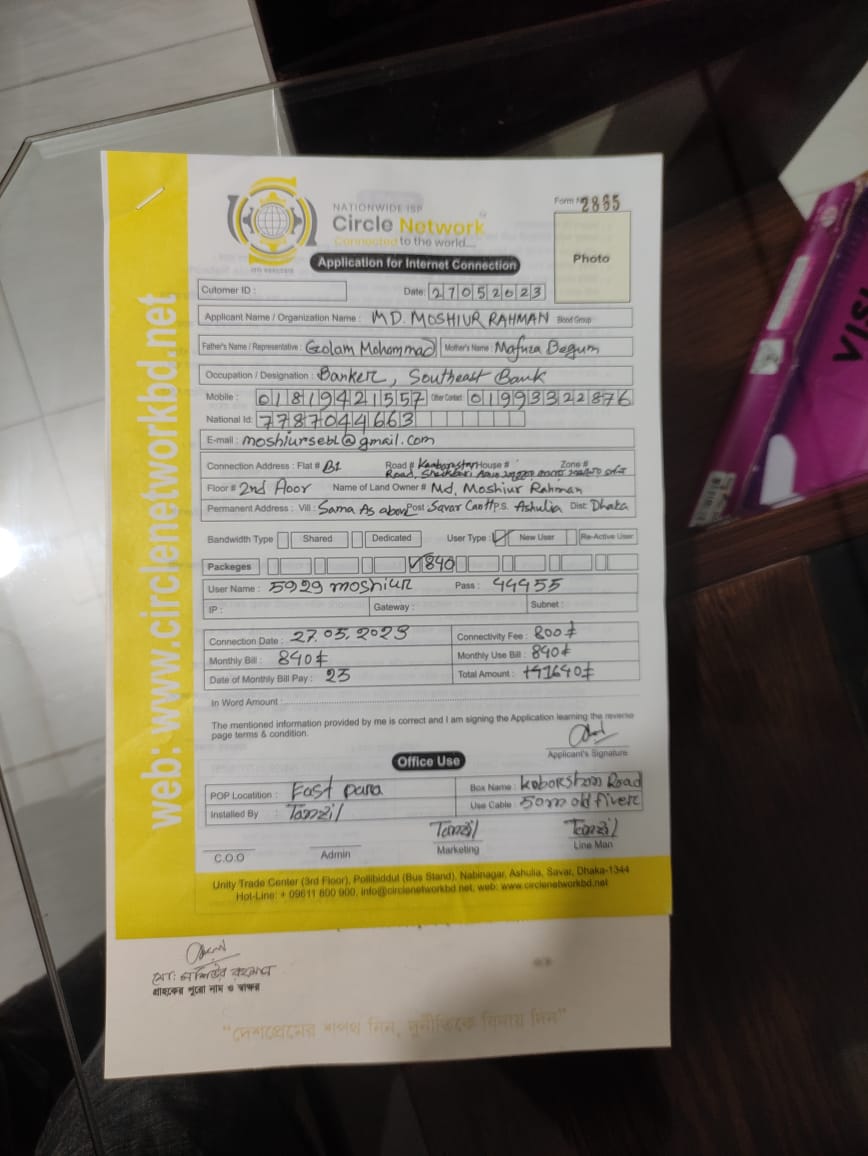 NATIONWIDE ISP
Circle Network
Connected to the world....
Form 2885
Application for Internet Connection
Photo
Cutomer ID :
Date: 27052023
Applicant Name / Organization Name : MD. MOSHIUR RAHMAN Blood Group
Father's Name / Representative : Golam Mohammad Mother's Name : Mafuza Begum
Occupation / Designation : Banker, Southeast Bank
Mobile : 01819421557 Other Contact 01993322876
National Id: 7787044663
E-mail : moshiursebl@gmail.com
Connection Address : Flat # B1 Road # House # Zone #
Road,
Floor # 2nd floor Name of Land Owner # Md. Moshiur Rahman
Permanent Address : Vill : Sama As above Post : Savar Cantt P.S. Ashulia Dist: Dhaka
Bandwidth Type Shared Dedicated User Type : New User Re-Active User
Packeges 840
User Name : 5929 moshiur Pass : 44455
IP : Gateway : Subnet :
Connection Date : 27.05.2023 Connectivity Fee : 800
Monthly Bill : 840 Monthly Use Bill : 840
Date of Monthly Bill Pay : 25 Total Amount : 1640
In Word Amount :
The mentioned information provided by me is correct and I am signing the Application learning the reverse
page terms & condition.
Applicant's Signature
Office Use
POP Locatition : East para Box Name : Koborsthan Road
Installed By : Tanzil Use Cable : 50m old fiver
Tanzil Tanzil
C.O.O Admin Marketing Line Man
Unity Trade Center (3rd Floor), Pollibiddut (Bus Stand), Nabinagar, Ashulia, Savar, Dhaka-1344
Hot-Line: + 09611 800 900, info@circlenetworkbd.net, web: www.circlenetworkbd.net
web: www.circlenetworkbd.net
মো: মশিউর রহমান
গ্রাহকের পুরো নাম ও স্বাক্ষর
"দেশপ্রেমের শপথ নিন, দুর্নীতিকে বিদায় দিন"